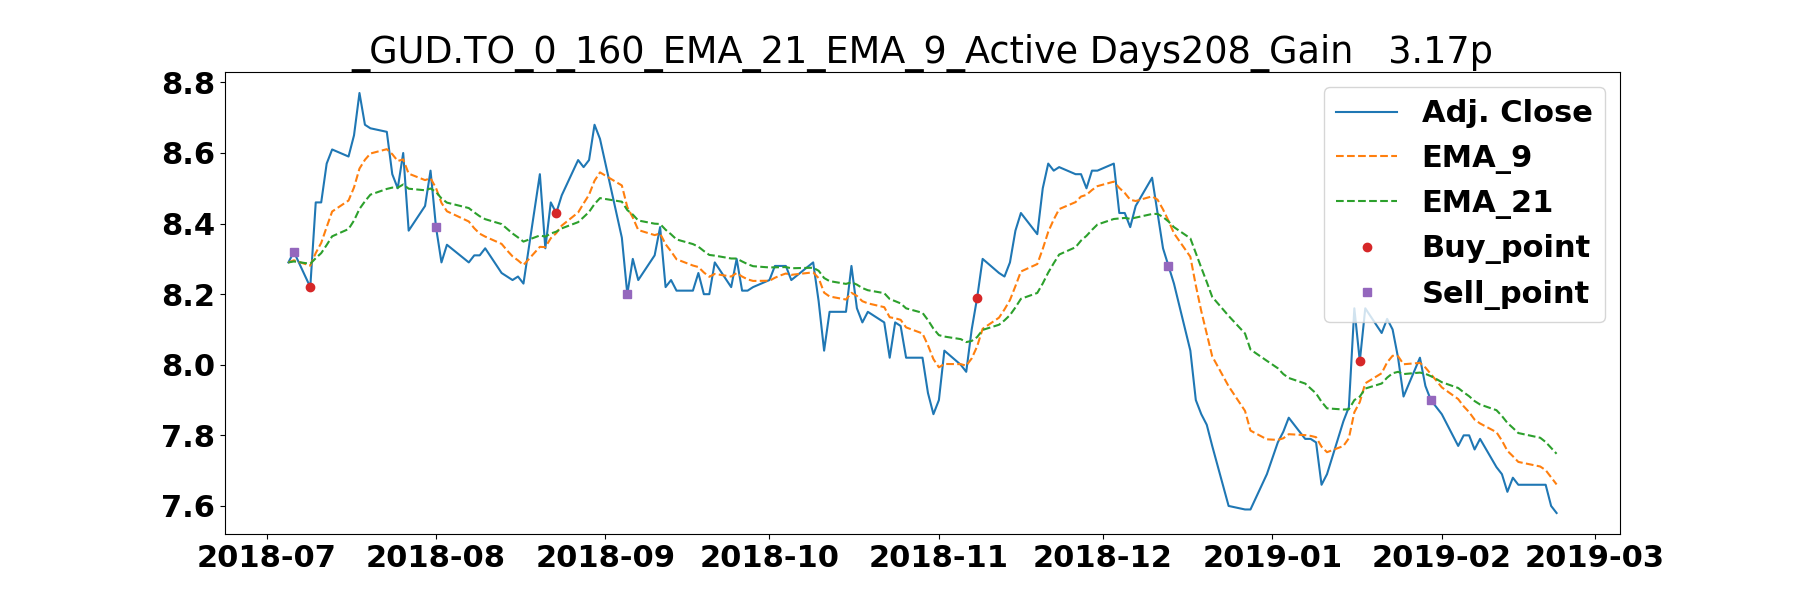 _GUD.TO_0_160_EMA_21_EMA_9_Active Days208_Gain   3.17p
8.8
8.6
8.4
8.2
8.0
7.8
7.6
Adj. Close
EMA_9
EMA_21
Buy_point
Sell_point
2018-07 2018-08 2018-09 2018-10 2018-11 2018-12 2019-01 2019-02 2019-03